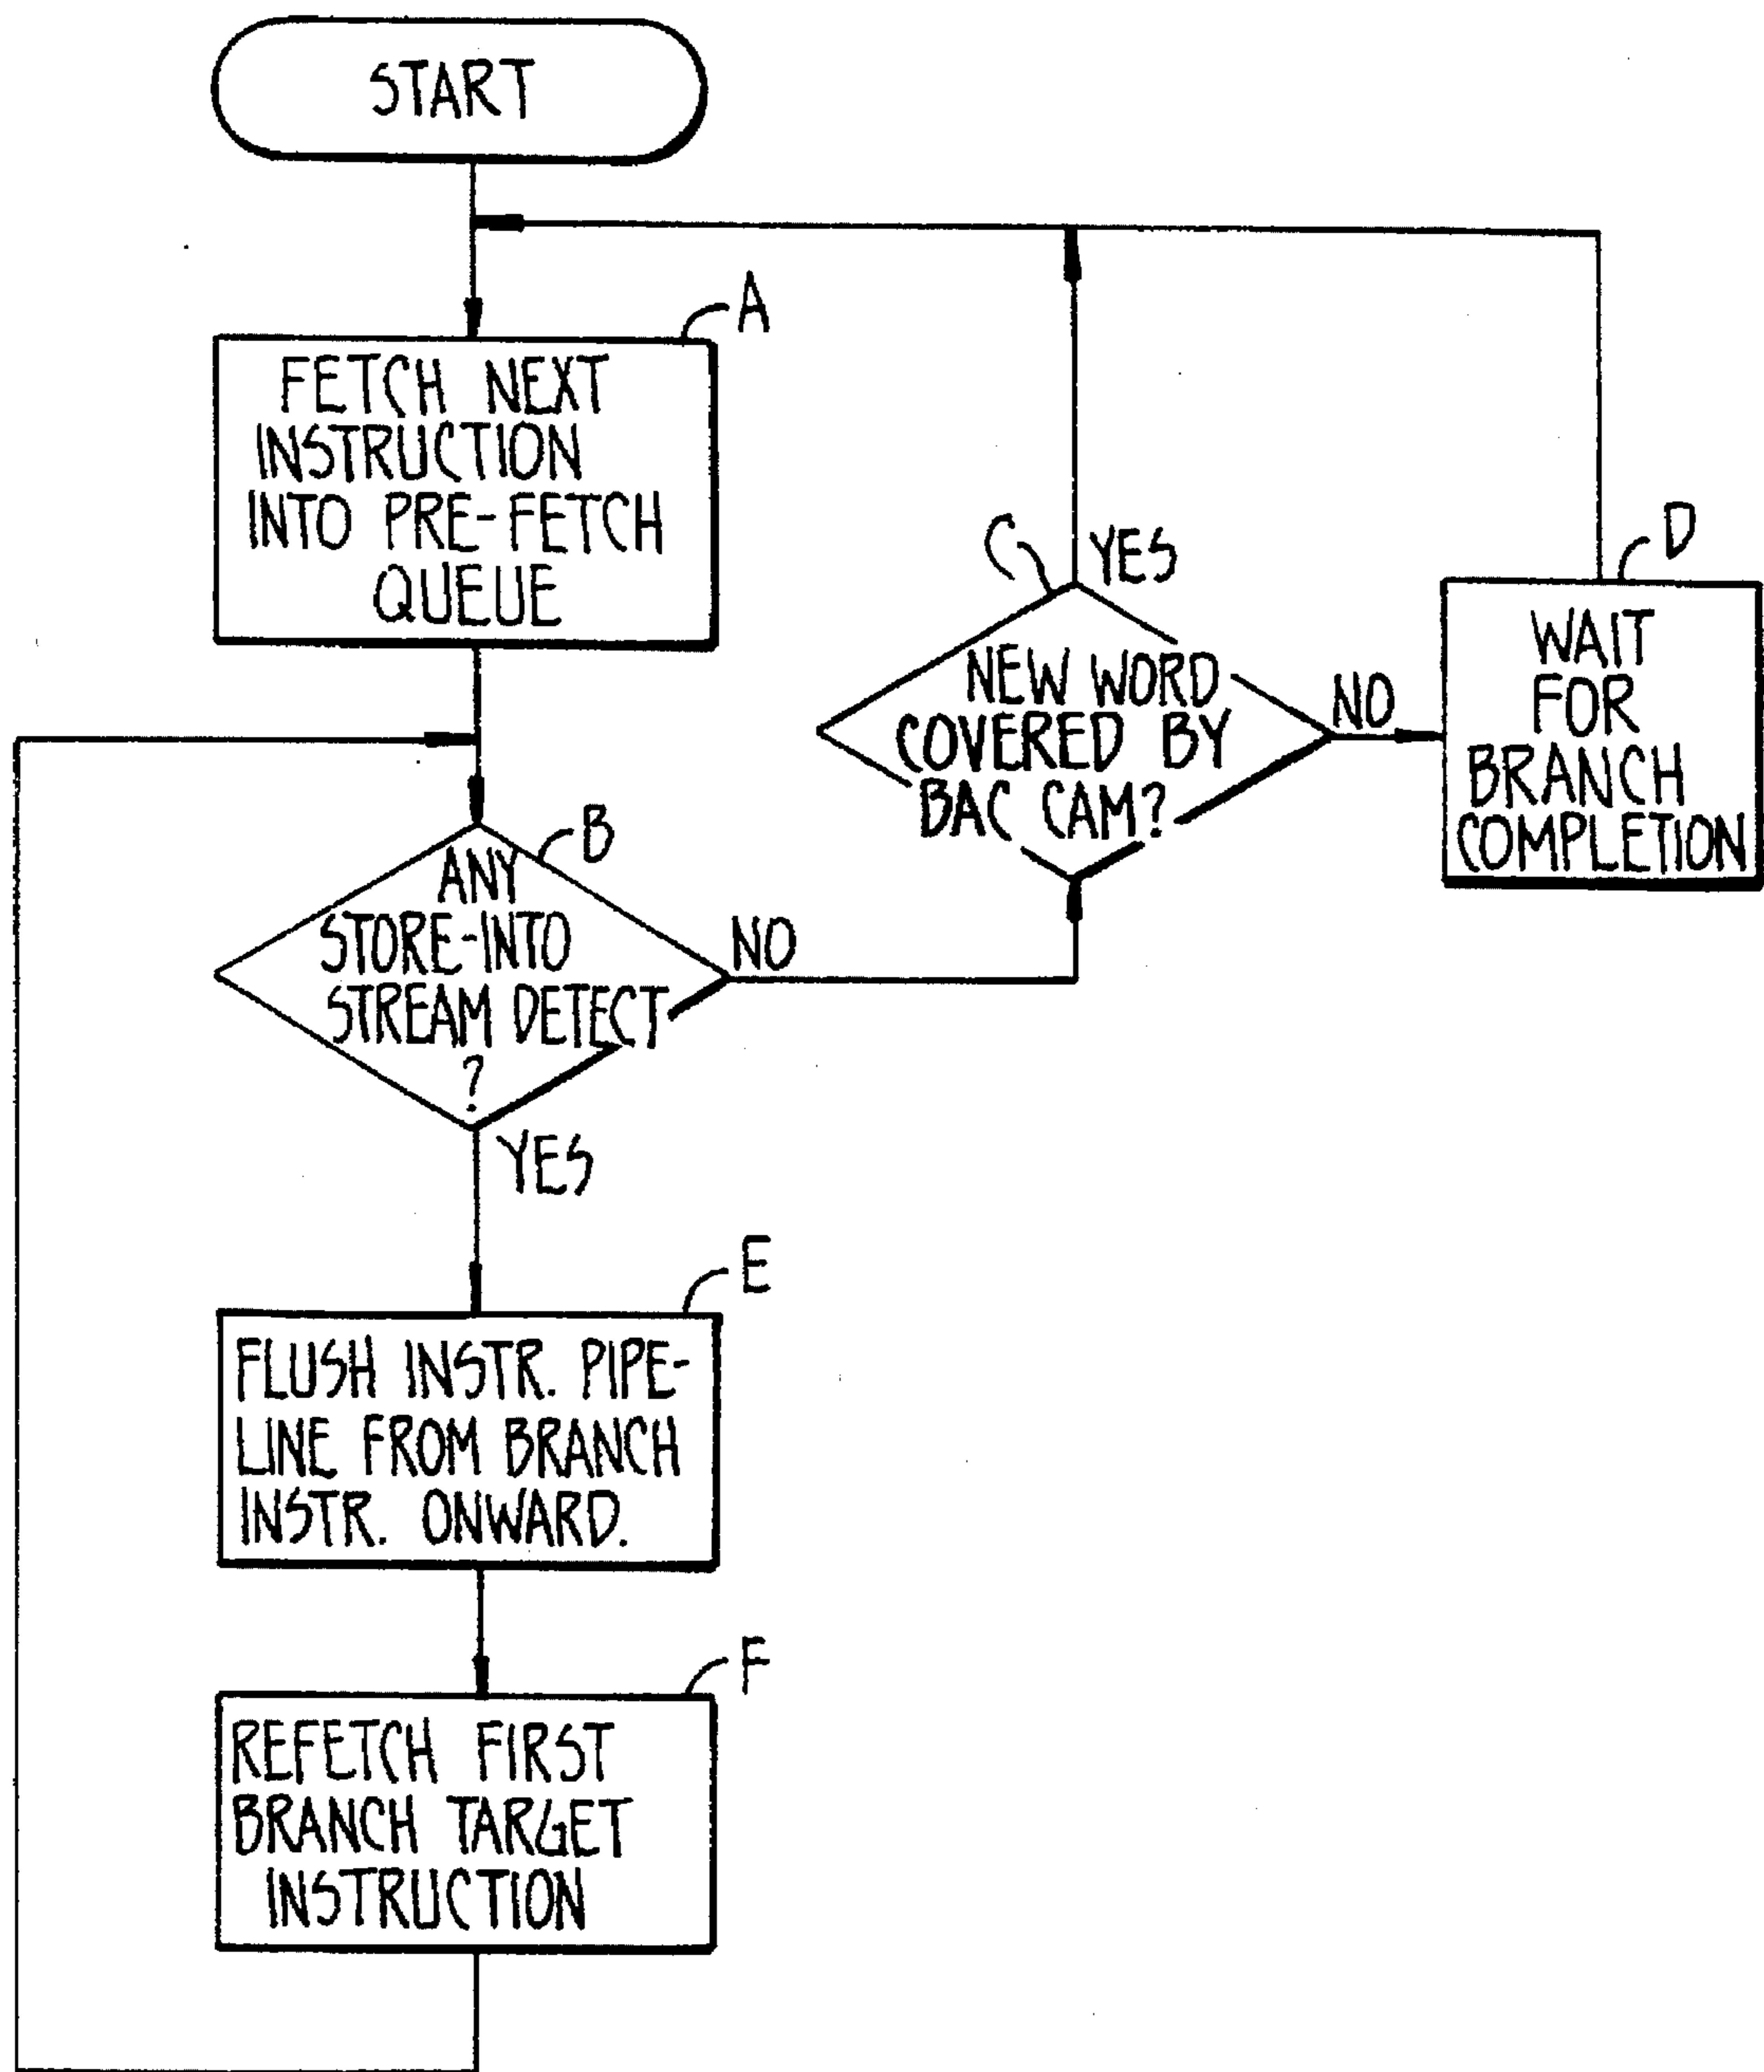 START
A
FETCH NEXT
INSTRUCTION
INTO PRE-FETCH
QUEUE
B
ANY
STORE-INTO
STREAM DETECT
?
NO
YES
C
YES
NEW WORD
COVERED BY
BAC CAM?
NO
D
WAIT
FOR
BRANCH
COMPLETION
E
FLUSH INSTR. PIPE-
LINE FROM BRANCH
INSTR. ONWARD.
F
REFETCH FIRST
BRANCH TARGET
INSTRUCTION